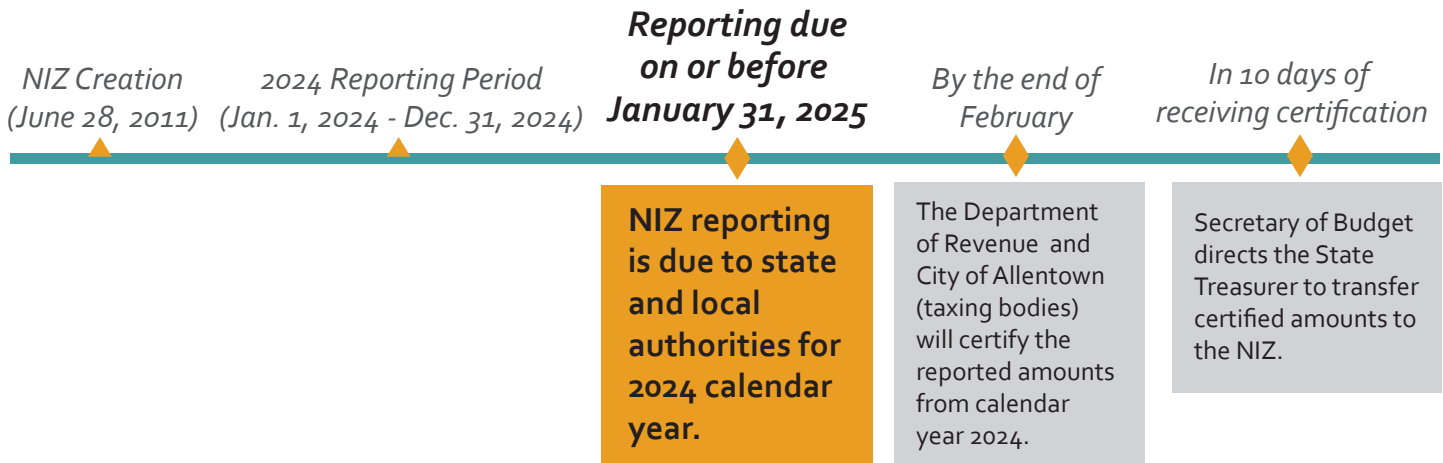 NIZ Creation
(June 28, 2011)
2024 Reporting Period
(Jan. 1, 2024 - Dec. 31, 2024)
Reporting due
on or before
January 31, 2025
By the end of
February
In 10 days of
receiving certification
NIZ reporting
is due to state
and local
authorities for
2024 calendar
year.
The Department
of Revenue and
City of Allentown
(taxing bodies)
will certify the
reported amounts
from calendar
year 2024.
Secretary of Budget
directs the State
Treasurer to transfer
certified amounts to
the NIZ.